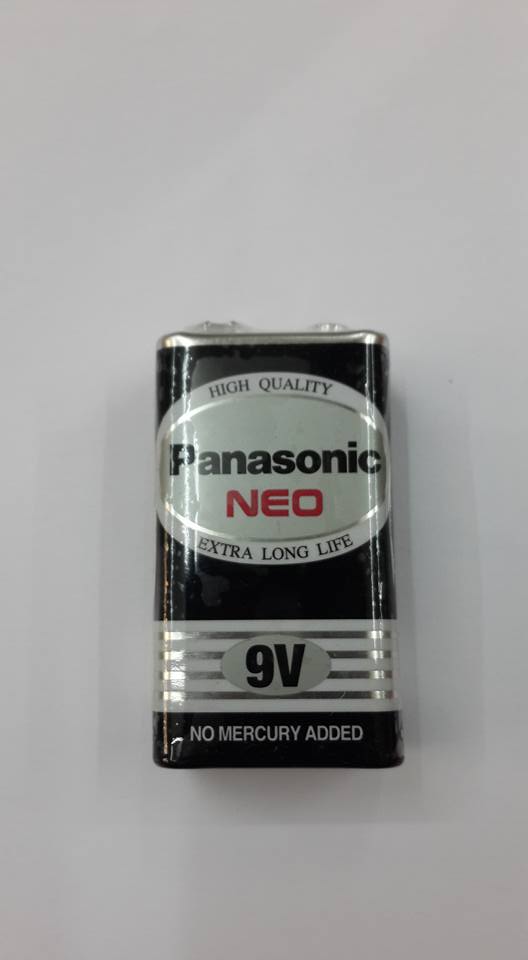 HIGH QUALITY
Panasonic
NEO
EXTRA LONG LIFE
9V
NO MERCURY ADDED